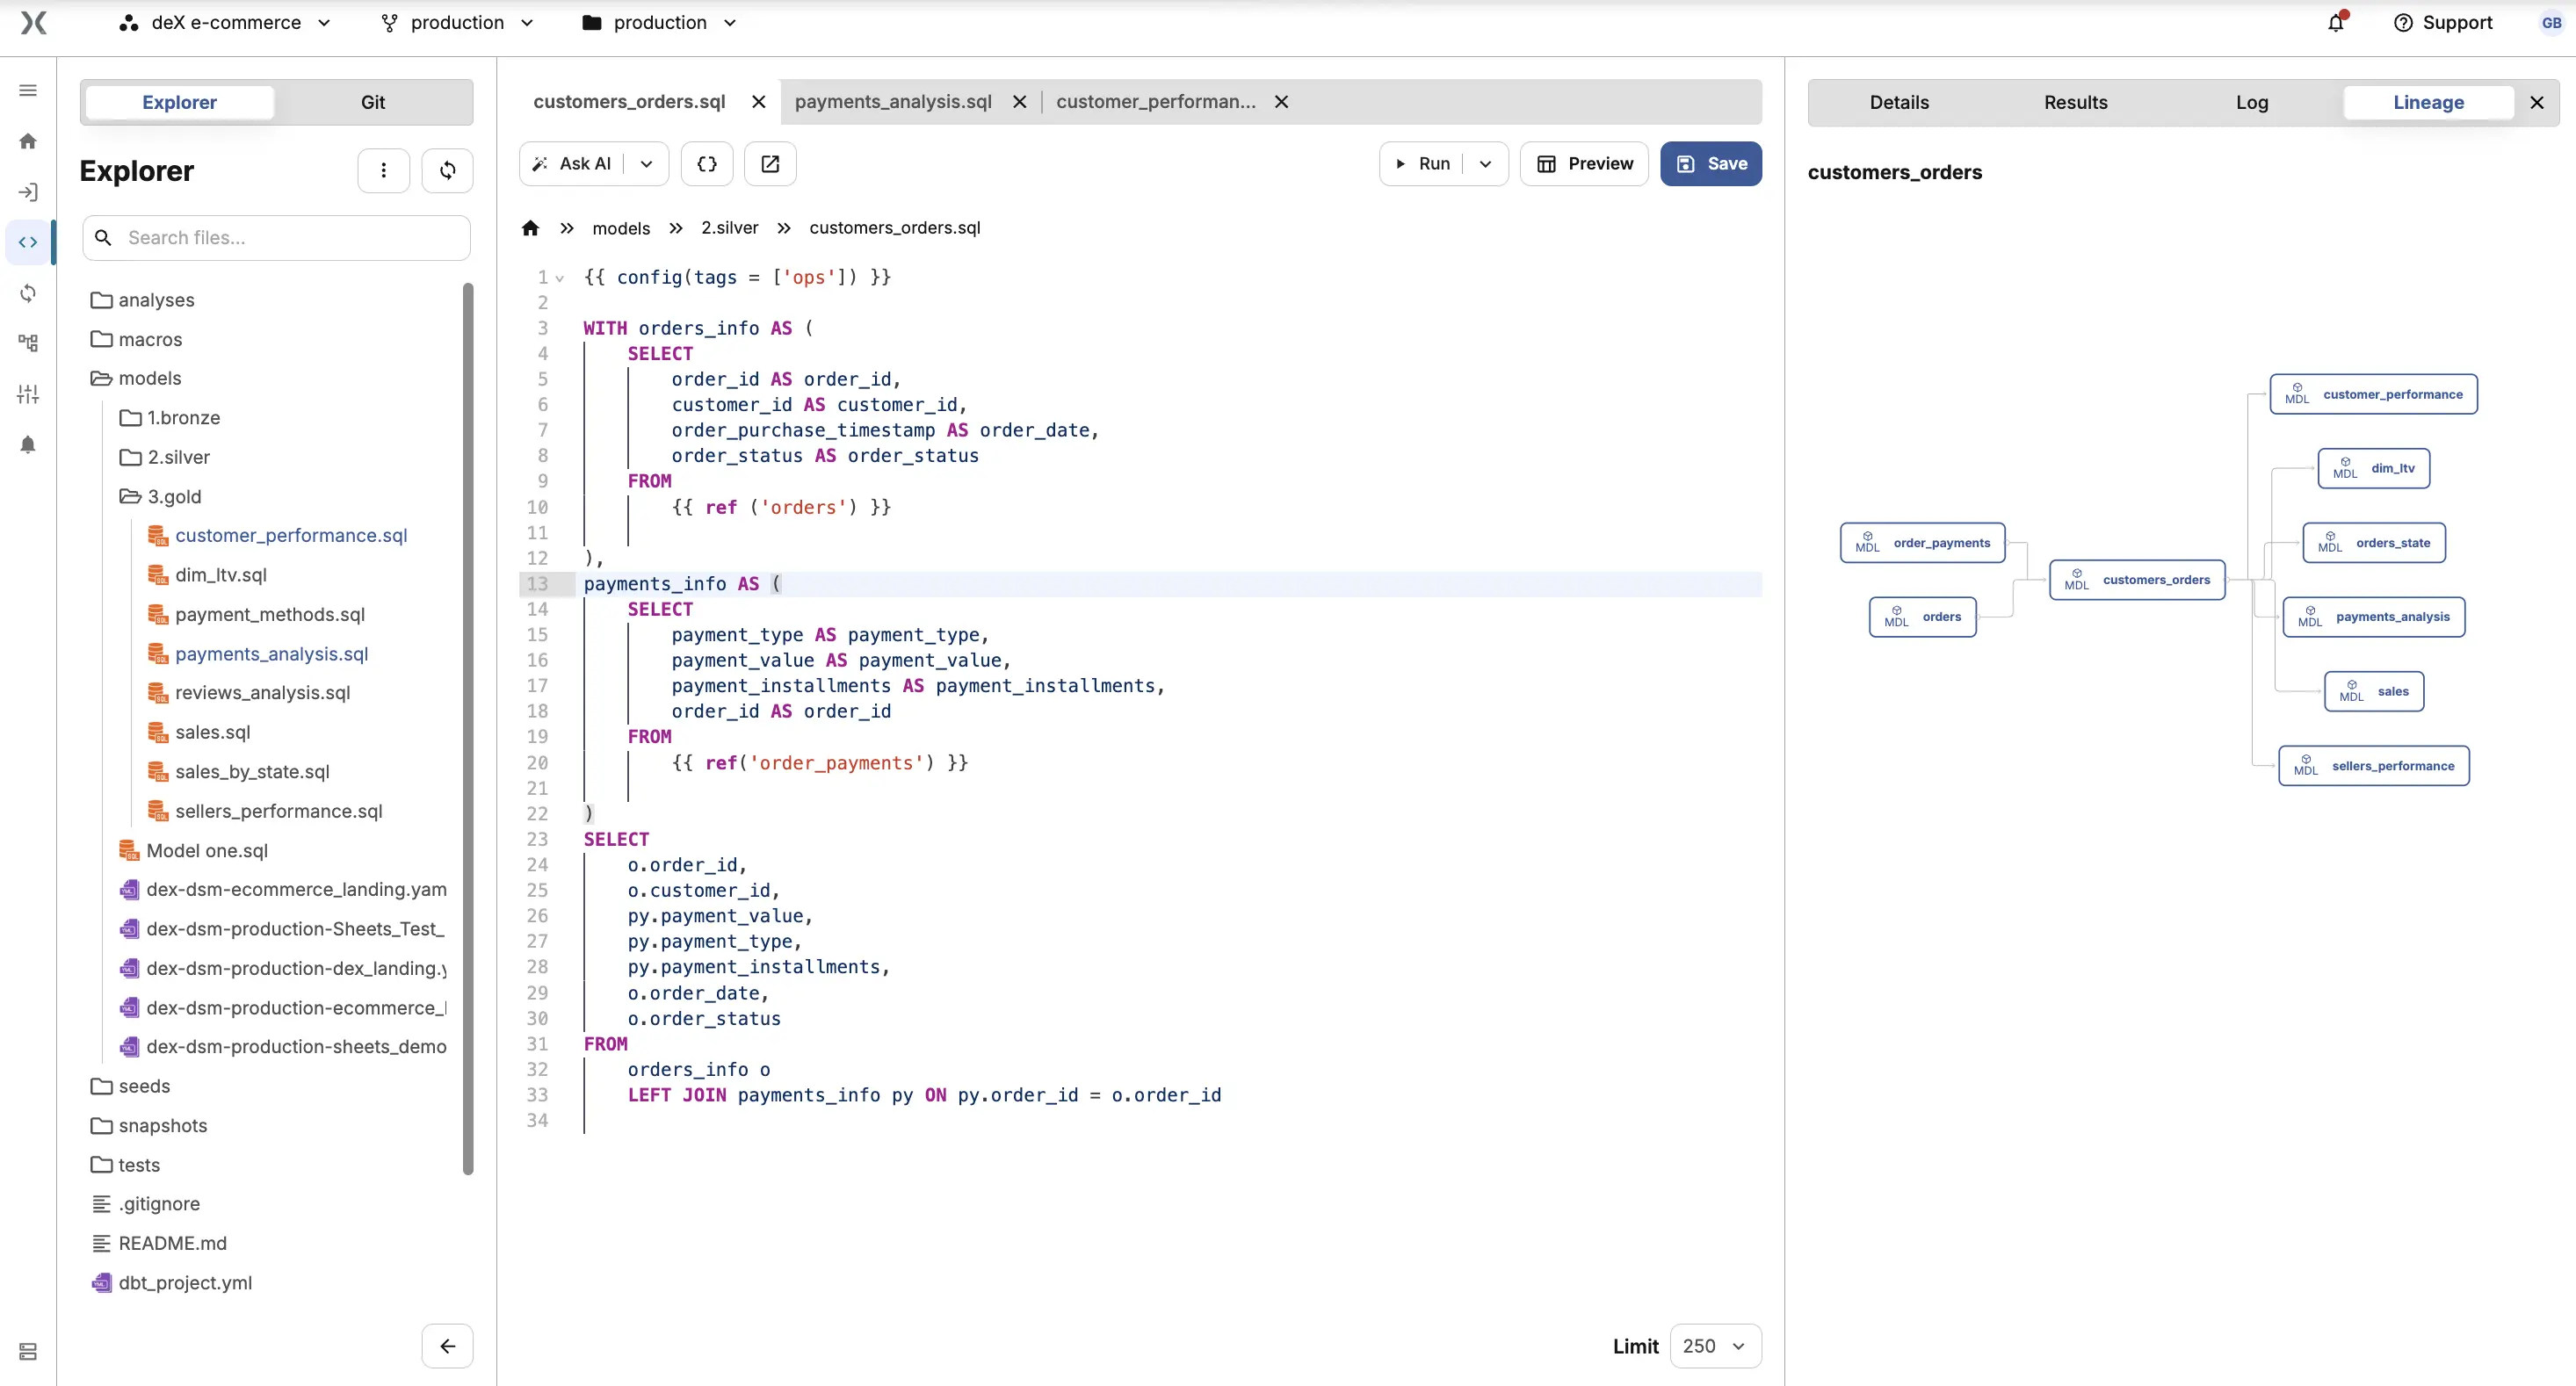 deX e-commerce production production Support GB
Explorer Git
Explorer
Search files...
analyses
macros
models
1.bronze
2.silver
3.gold
customer_performance.sql
dim_ltv.sql
payment_methods.sql
payments_analysis.sql
reviews_analysis.sql
sales.sql
sales_by_state.sql
sellers_performance.sql
Model one.sql
dex-dsm-ecommerce_landing.yam
dex-dsm-production-Sheets_Test_
dex-dsm-production-dex_landing.y
dex-dsm-production-ecommerce_l
dex-dsm-production-sheets_demo
seeds
snapshots
tests
.gitignore
README.md
dbt_project.yml
customers_orders.sql payments_analysis.sql customer_performan...
Ask AI {} Run Preview Save
models » 2.silver » customers_orders.sql
1 {{ config(tags = ['ops']) }}
2
3 WITH orders_info AS (
4 SELECT
5 order_id AS order_id,
6 customer_id AS customer_id,
7 order_purchase_timestamp AS order_date,
8 order_status AS order_status
9 FROM
10 {{ ref ('orders') }}
11
12 ),
13 payments_info AS (
14 SELECT
15 payment_type AS payment_type,
16 payment_value AS payment_value,
17 payment_installments AS payment_installments,
18 order_id AS order_id
19 FROM
20 {{ ref('order_payments') }}
21
22 )
23 SELECT
24 o.order_id,
25 o.customer_id,
26 py.payment_value,
27 py.payment_type,
28 py.payment_installments,
29 o.order_date,
30 o.order_status
31 FROM
32 orders_info o
33 LEFT JOIN payments_info py ON py.order_id = o.order_id
34
Limit 250
Details Results Log Lineage
customers_orders
MDL customer_performance
MDL dim_ltv
MDL order_payments
MDL orders_state
MDL customers_orders
MDL orders
MDL payments_analysis
MDL sales
MDL sellers_performance